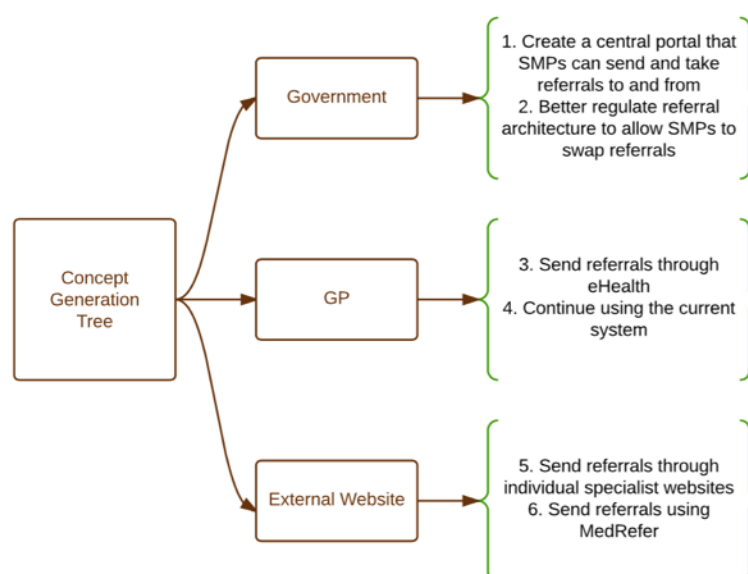 Concept
Generation
Tree
Government
1. Create a central portal that
SMPs can send and take
referrals to and from
2. Better regulate referral
architecture to allow SMPs to
swap referrals
GP
3. Send referrals through
eHealth
4. Continue using the current
system
External Website
5. Send referrals through
individual specialist websites
6. Send referrals using
MedRefer